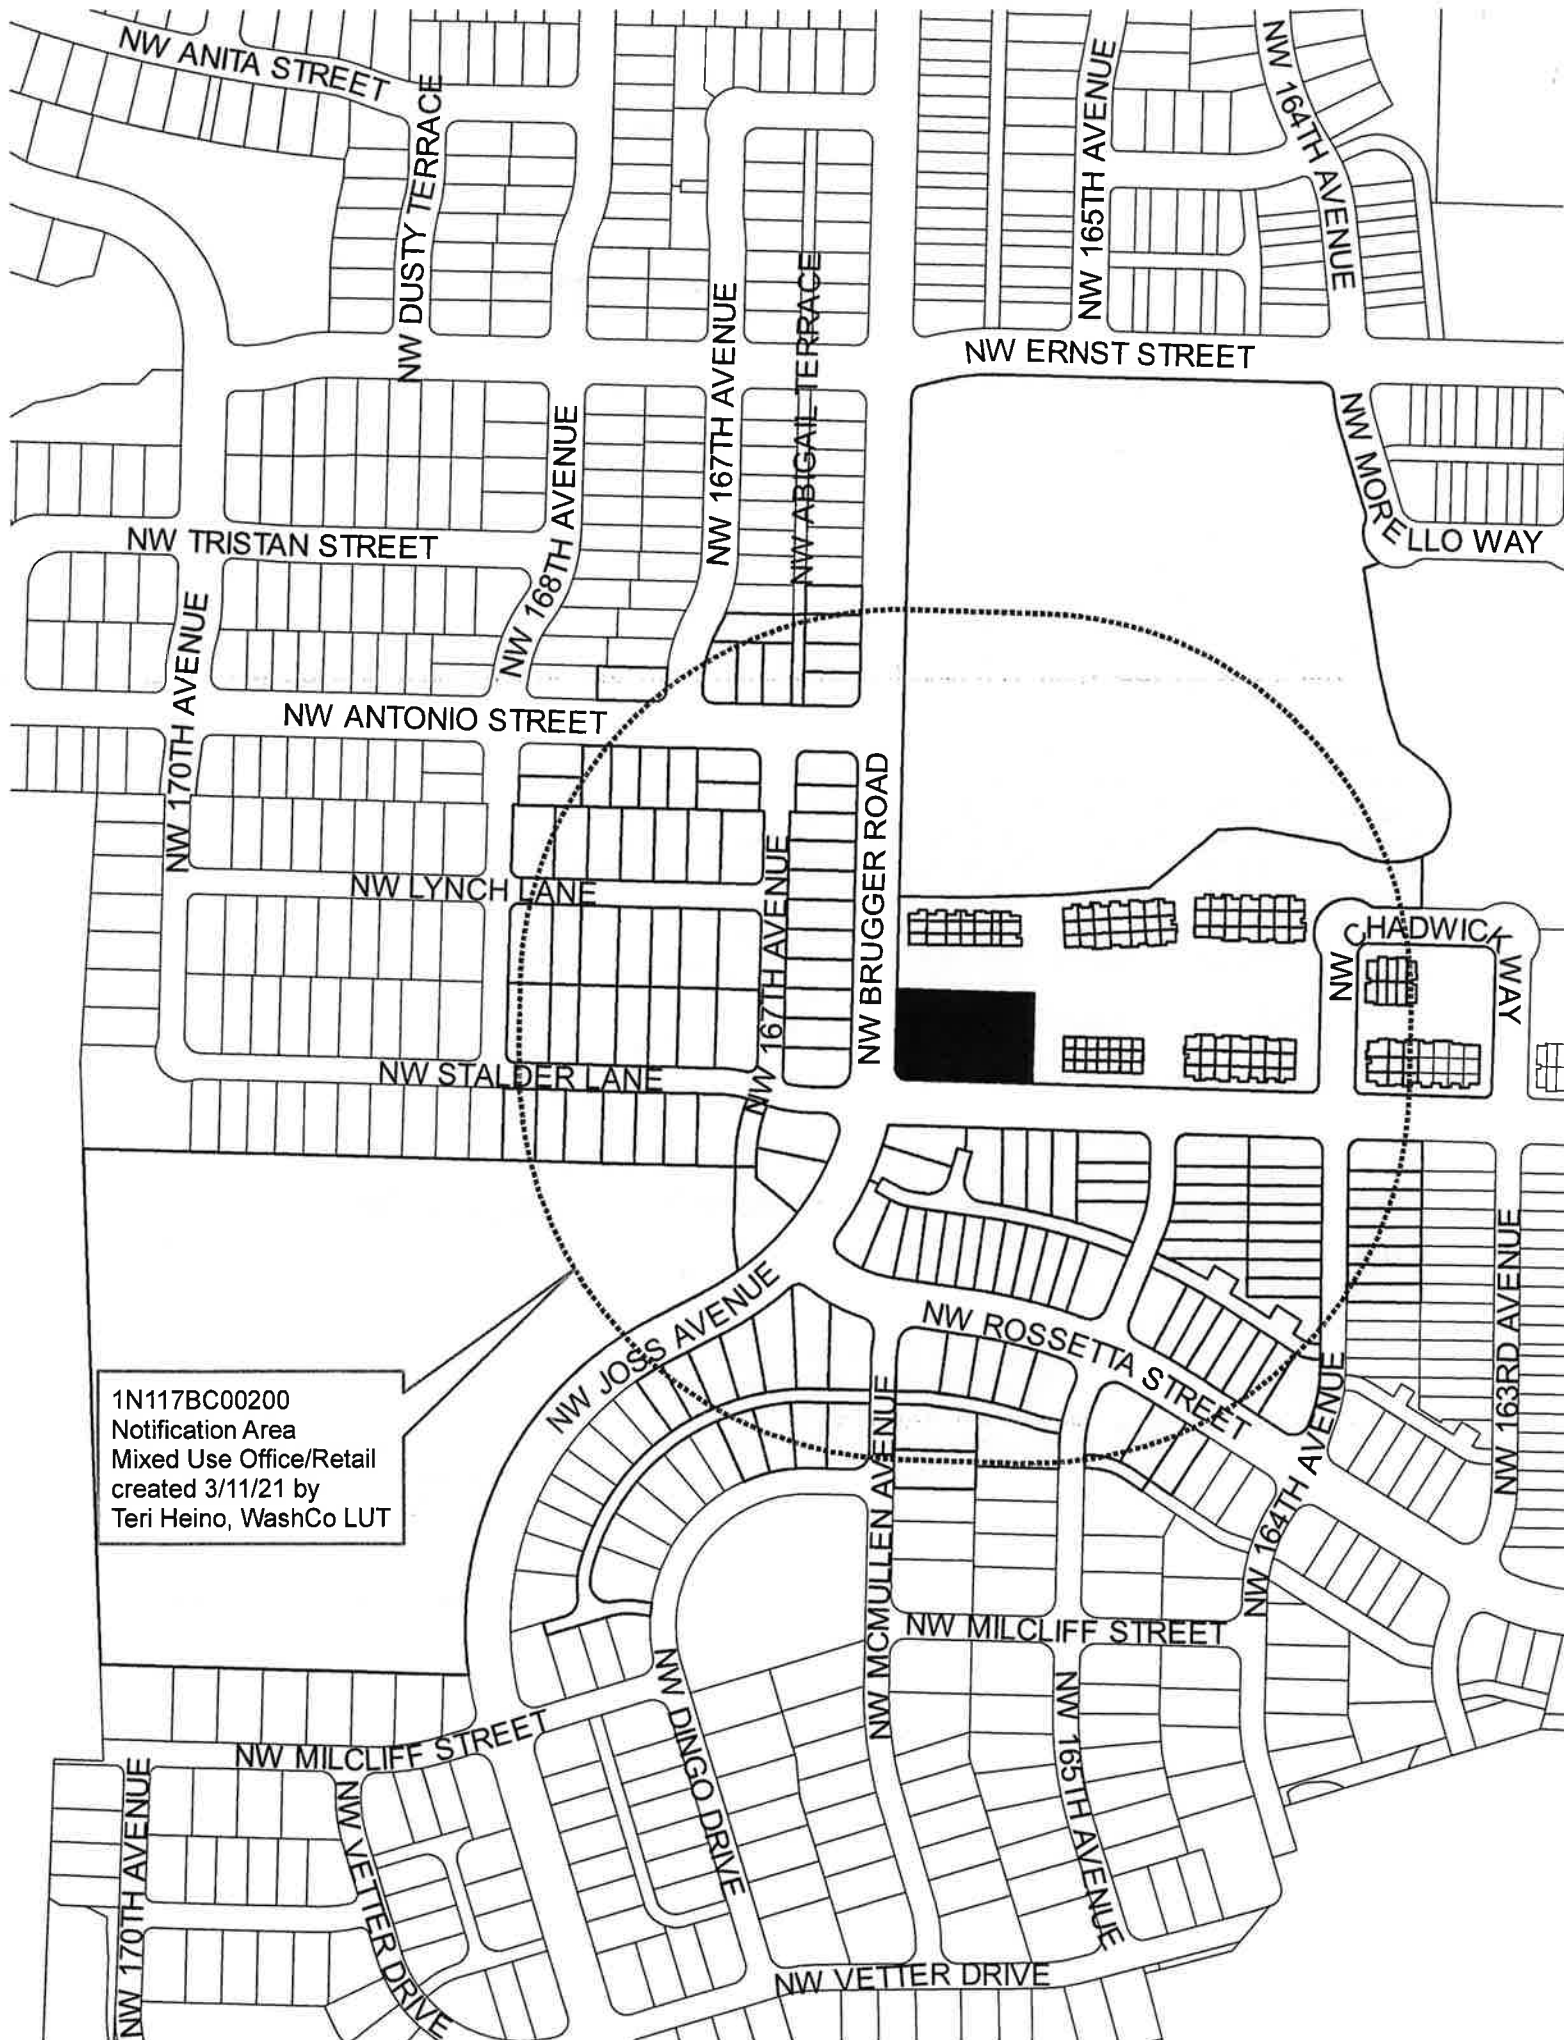 NW ANITA STREET
NW DUSTY TERRACE
NW 165TH AVENUE
NW 164TH AVENUE
NW 167TH AVENUE
NW ABIGAIL TERRACE
NW ERNST STREET
NW 168TH AVENUE
NW MORELLO WAY
NW TRISTAN STREET
NW 170TH AVENUE
NW ANTONIO STREET
NW BRUGGER ROAD
NW LYNCH LANE
NW 167TH AVENUE
NW CHADWICK WAY
NW STALDER LANE
NW JOSS AVENUE
NW ROSSETTA STREET
NW 163RD AVENUE
1N117BC00200
Notification Area
Mixed Use Office/Retail
created 3/11/21 by
Teri Heino, WashCo LUT
NW MCMULLEN AVENUE
NW 164TH AVENUE
NW MILCLIFF STREET
NW DINGO DRIVE
NW 165TH AVENUE
NW MILCLIFF STREET
NW 170TH AVENUE
NW VETTER DRIVE
NW VETTER DRIVE